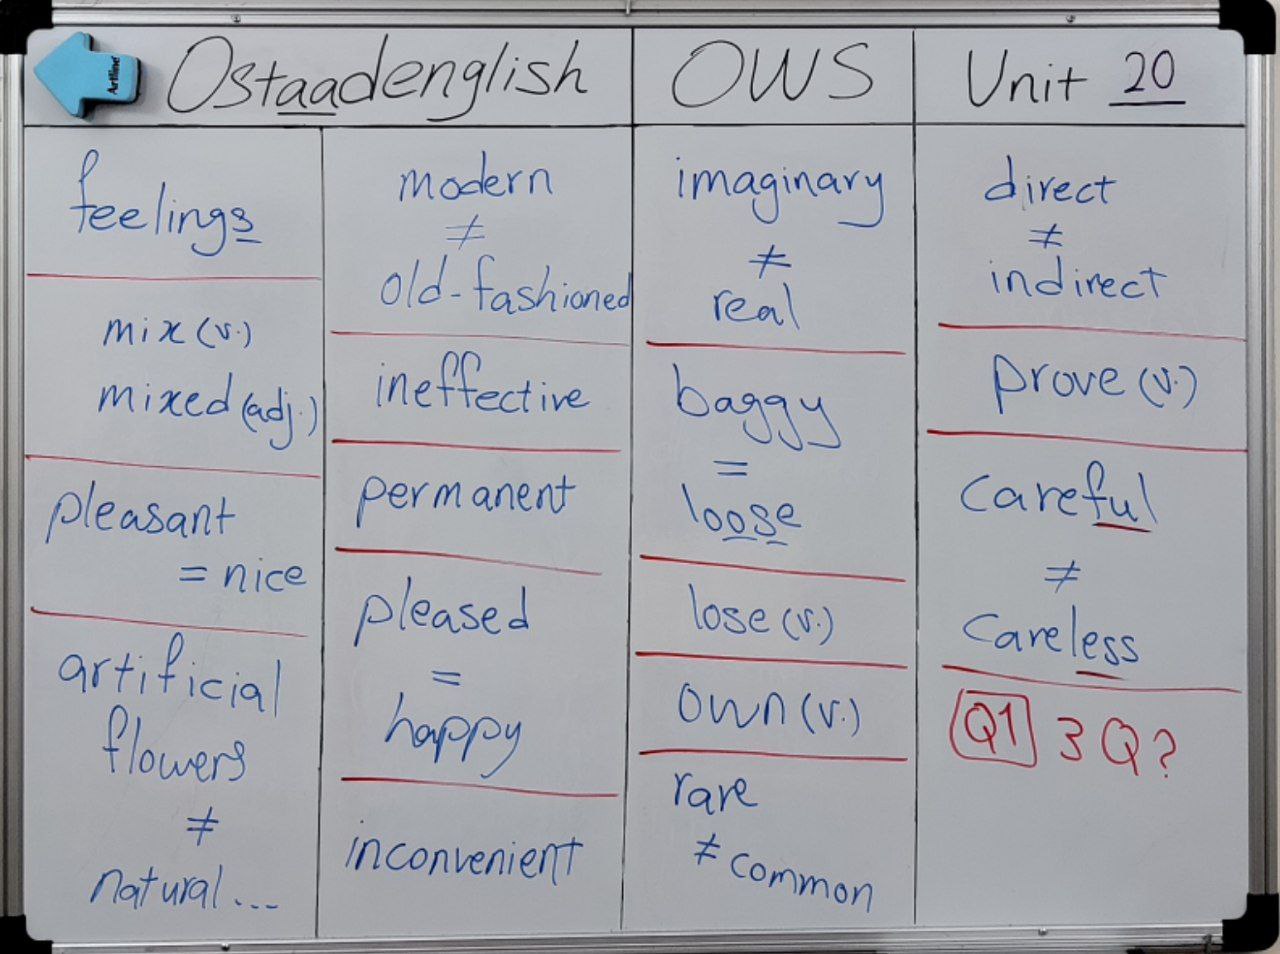 Artline
Ostaadenglish
OWS
Unit 20
feelings
mix (v.)
mixed (adj.)
pleasant
= nice
artificial
flowers
≠
natural ...
modern
≠
old-fashioned
ineffective
permanent
pleased
=
happy
inconvenient
imaginary
≠
real
baggy
=
loose
lose (v.)
own (v.)
rare
≠ common
direct
≠
indirect
prove (v.)
careful
≠
careless
Q1 3 Q?